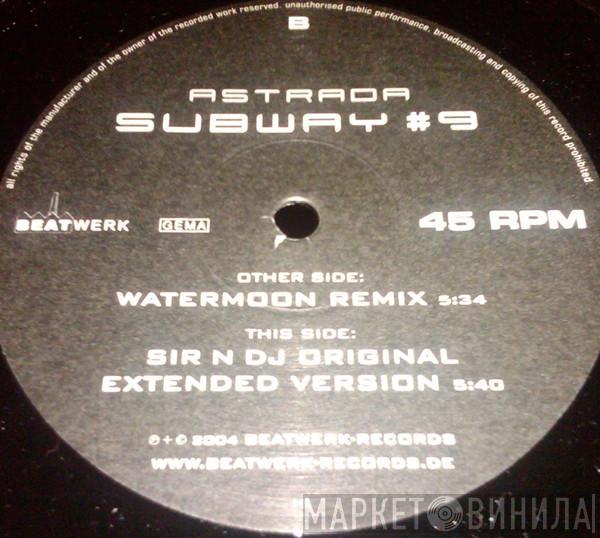 all rights of the manufacturer and of the owner of the recorded work reserved. unauthorised public performance, broadcasting and copying of this record prohibited.
B
ASTRADA
SUBWAY #9
BEATWERK
GEMA
45 RPM
OTHER SIDE:
WATERMOON REMIX 5:34
THIS SIDE:
SIR N DJ ORIGINAL
EXTENDED VERSION 5:40
℗+© 2004 BEATWERK-RECORDS
WWW.BEATWERK-RECORDS.DE
МАРКЕТ ВИНИЛА